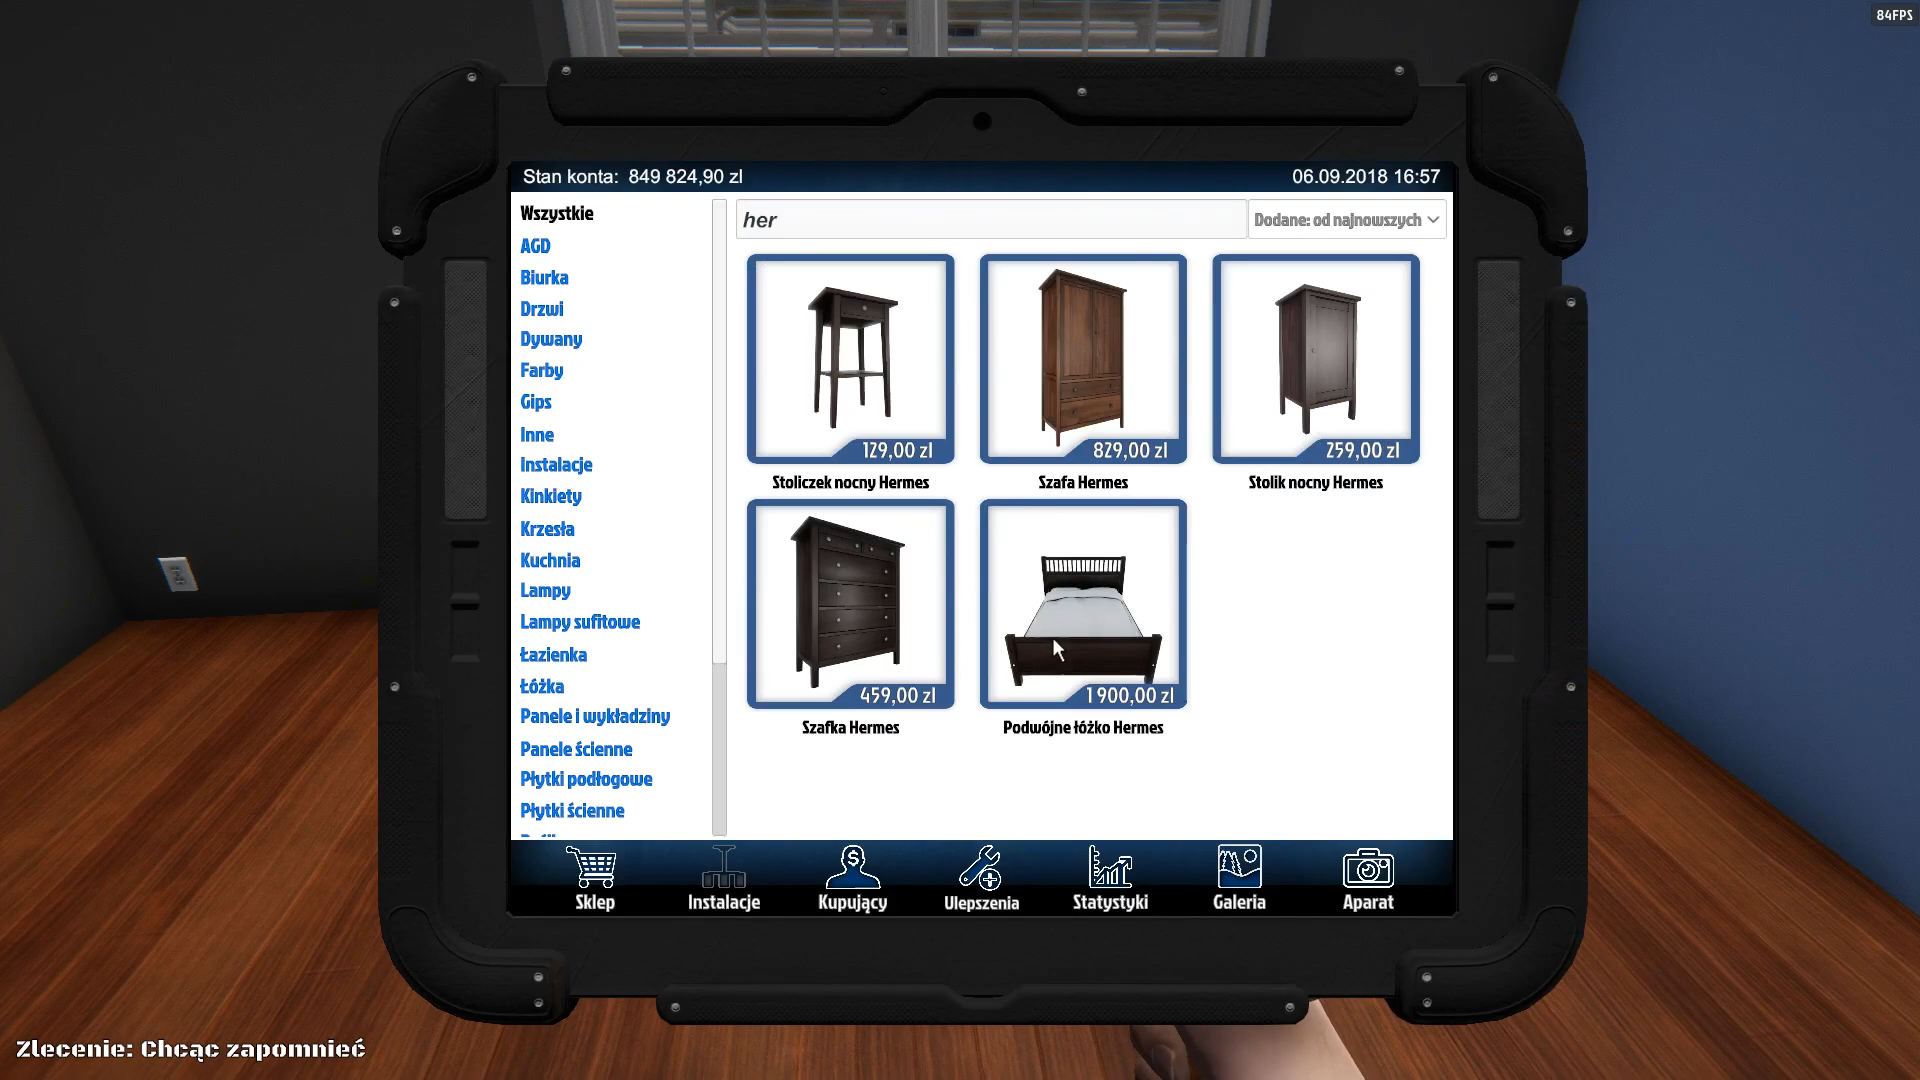 84FPS
Stan konta: 849 824,90 zl
06.09.2018 16:57
Wszystkie
AGD
Biurka
Drzwi
Dywany
Farby
Gips
Inne
Instalacje
Kinkiety
Krzesła
Kuchnia
Lampy
Lampy sufitowe
Łazienka
Łóżka
Panele i wykładziny
Panele ścienne
Płytki podłogowe
Płytki ścienne
her
Dodane: od najnowszych
129,00 zl
829,00 zl
259,00 zl
Stoliczek nocny Hermes
Szafa Hermes
Stolik nocny Hermes
459,00 zl
1 900,00 zl
Szafka Hermes
Podwójne łóżko Hermes
Sklep
Instalacje
Kupujący
Ulepszenia
Statystyki
Galeria
Aparat
Zlecenie: Chcąc zapomnieć